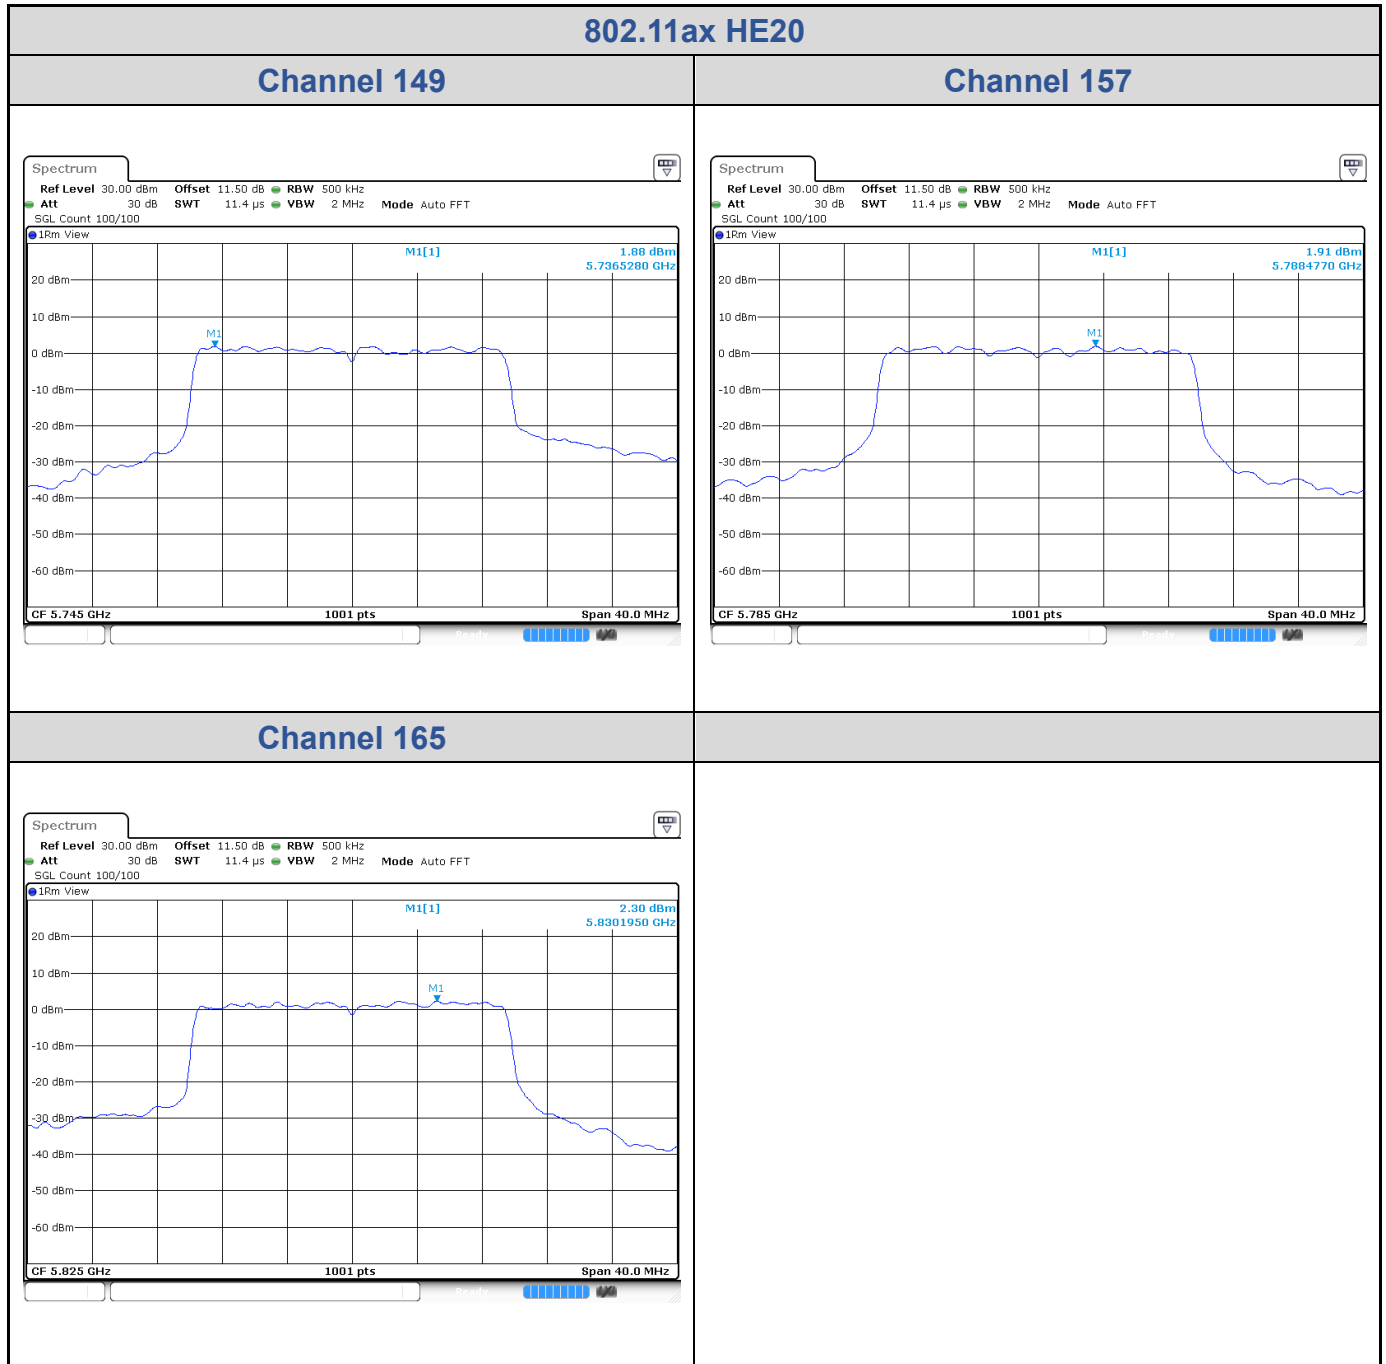 802.11ax HE20
Channel 149
Channel 157
Spectrum
Ref Level 30.00 dBm Offset 11.50 dB RBW 500 kHz
Att 30 dB SWT 11.4 µs VBW 2 MHz Mode Auto FFT
SGL Count 100/100
1Rm View
M1[1] 1.88 dBm
5.7365280 GHz
20 dBm
10 dBm
M1
0 dBm
-10 dBm
-20 dBm
-30 dBm
-40 dBm
-50 dBm
-60 dBm
CF 5.745 GHz 1001 pts Span 40.0 MHz
Ready
Spectrum
Ref Level 30.00 dBm Offset 11.50 dB RBW 500 kHz
Att 30 dB SWT 11.4 µs VBW 2 MHz Mode Auto FFT
SGL Count 100/100
1Rm View
M1[1] 1.91 dBm
5.7884770 GHz
20 dBm
10 dBm
M1
0 dBm
-10 dBm
-20 dBm
-30 dBm
-40 dBm
-50 dBm
-60 dBm
CF 5.785 GHz 1001 pts Span 40.0 MHz
Ready
Channel 165
Spectrum
Ref Level 30.00 dBm Offset 11.50 dB RBW 500 kHz
Att 30 dB SWT 11.4 µs VBW 2 MHz Mode Auto FFT
SGL Count 100/100
1Rm View
M1[1] 2.30 dBm
5.8301950 GHz
20 dBm
10 dBm
M1
0 dBm
-10 dBm
-20 dBm
-30 dBm
-40 dBm
-50 dBm
-60 dBm
CF 5.825 GHz 1001 pts Span 40.0 MHz
Ready